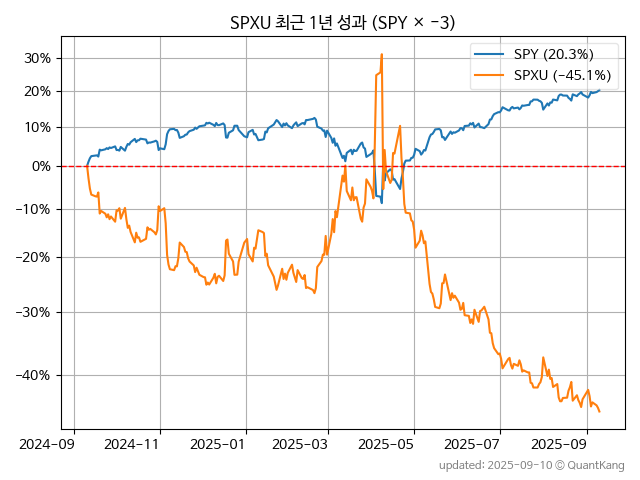 SPXU 최근 1년 성과 (SPY × −3)
SPY (20.3%)
SPXU (−45.1%)
30%
20%
10%
0%
−10%
−20%
−30%
−40%
2024-09 2024-11 2025-01 2025-03 2025-05 2025-07 2025-09
updated: 2025-09-10 © QuantKang